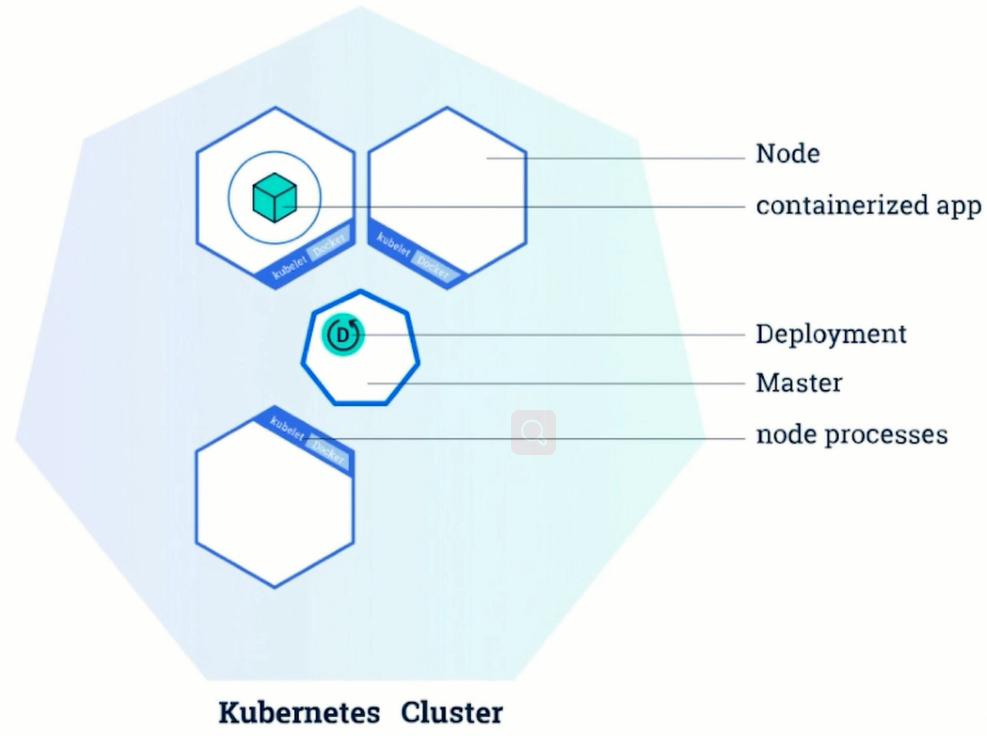 kubelet Docker
kubelet Docker
Node
containerized app
D
Deployment
Master
kubelet Docker
node processes
Kubernetes Cluster